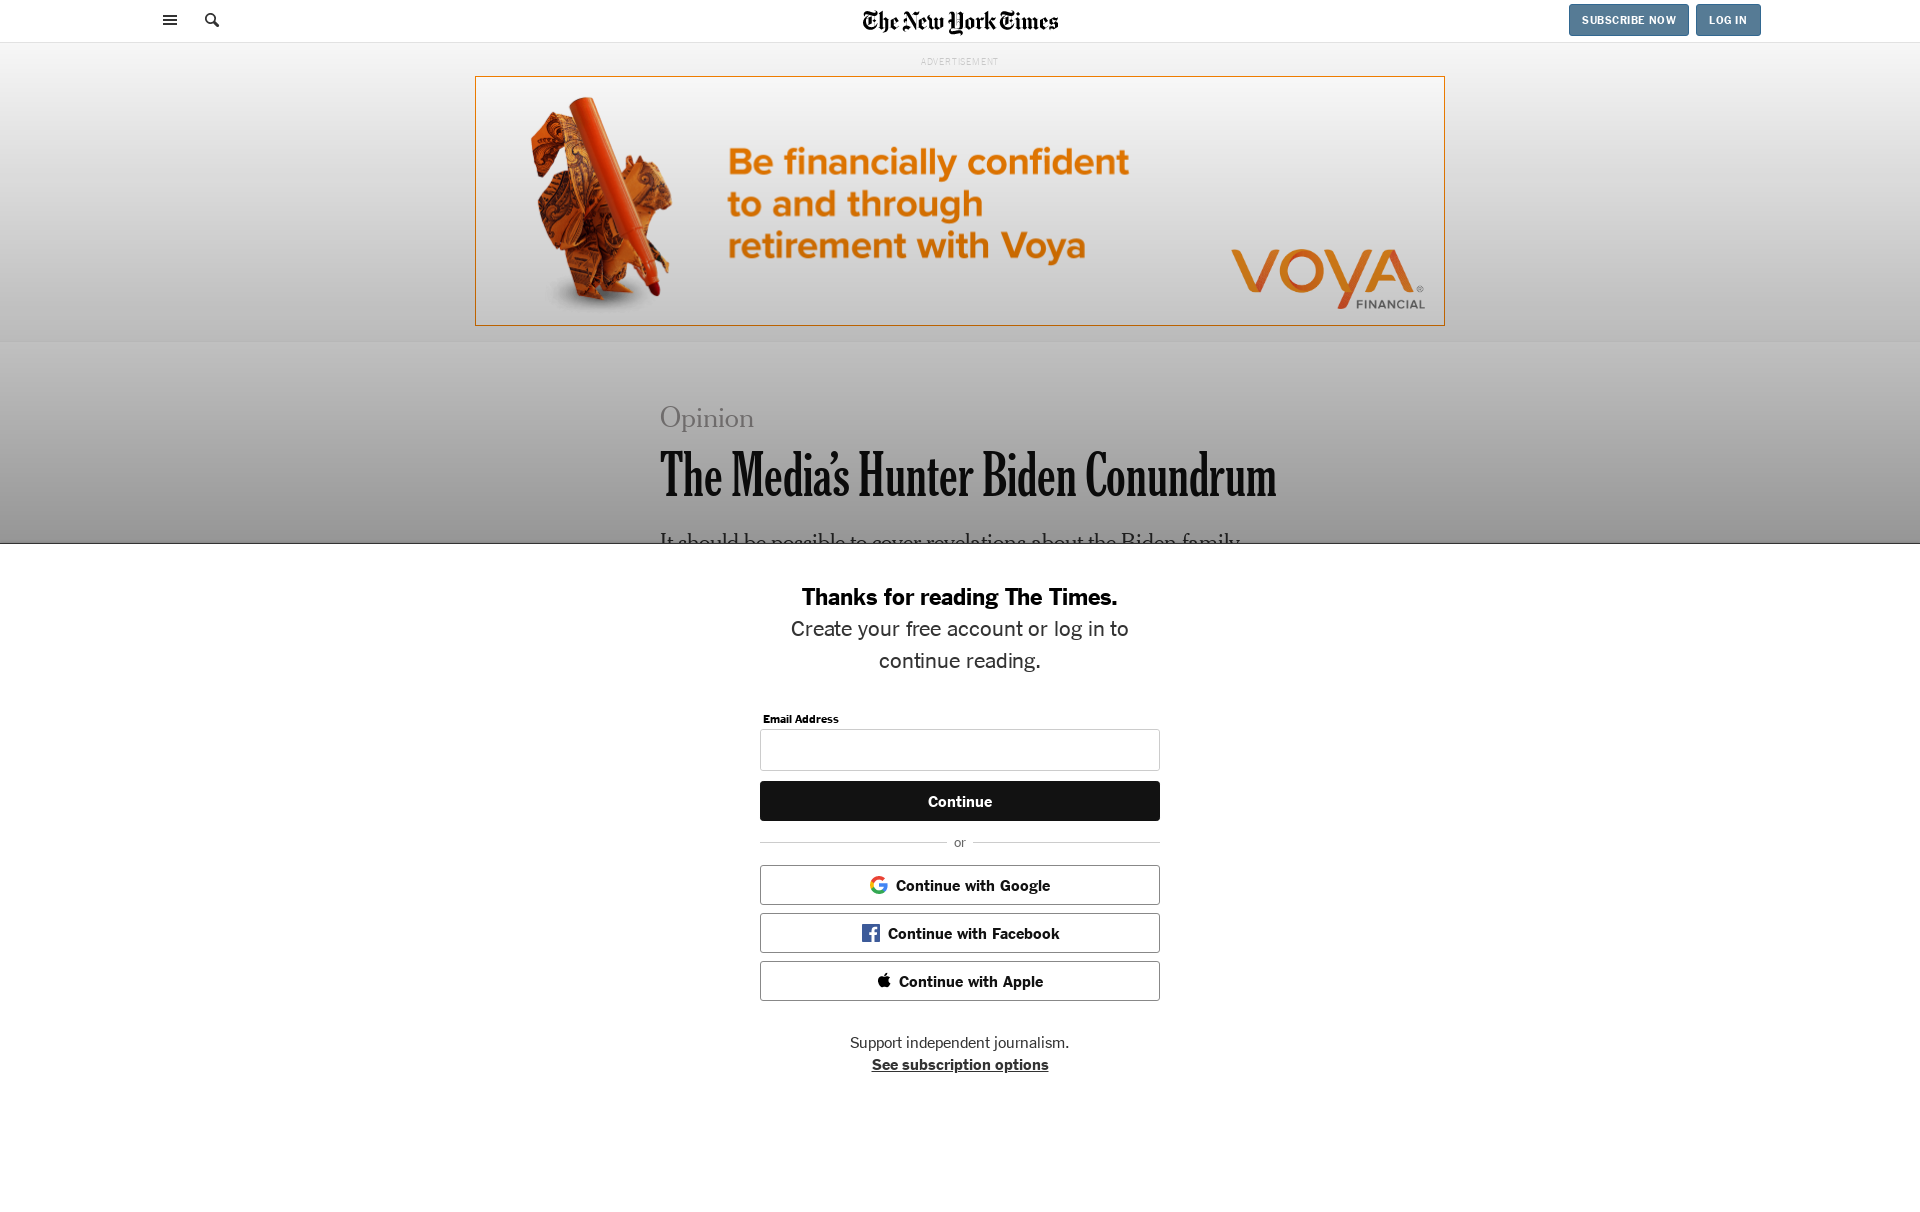 The New York Times
SUBSCRIBE NOW
LOG IN
ADVERTISEMENT
Be financially confident
to and through
retirement with Voya
VOYA®
FINANCIAL
Opinion
The Media’s Hunter Biden Conundrum
It should be possible to cover revelations about the Biden family
Thanks for reading The Times.
Create your free account or log in to
continue reading.
Email Address
Continue
or
Continue with Google
Continue with Facebook
Continue with Apple
Support independent journalism.
See subscription options